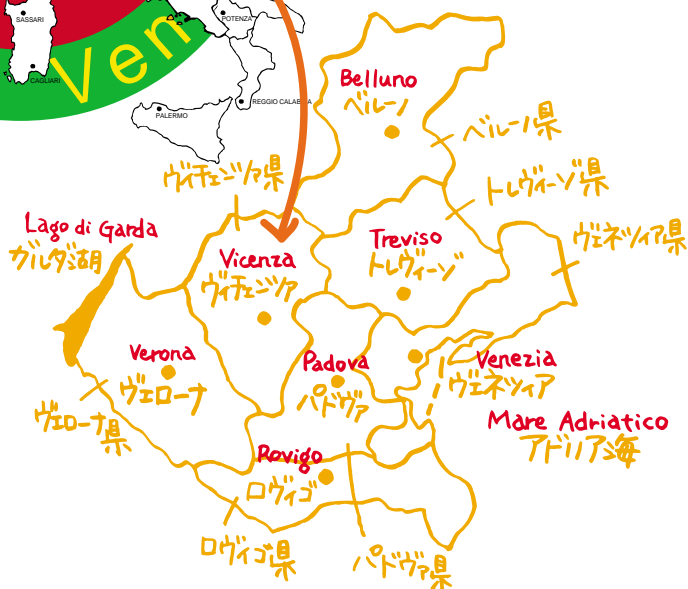 SASSARI
CAGLIARI
Ven
POTENZA
REGGIO CALABRIA
PALERMO
Belluno
ベルーノ
ベルーノ県
ヴィチェンツァ県
トレヴィーゾ県
Lago di Garda
ガルダ湖
Vicenza
ヴィチェンツァ
Treviso
トレヴィーゾ
ヴェネツィア県
Verona
ヴェローナ
Padova
パドヴァ
Venezia
ヴェネツィア
ヴェローナ県
Mare Adriatico
アドリア海
Rovigo
ロヴィゴ
ロヴィゴ県
パドヴァ県